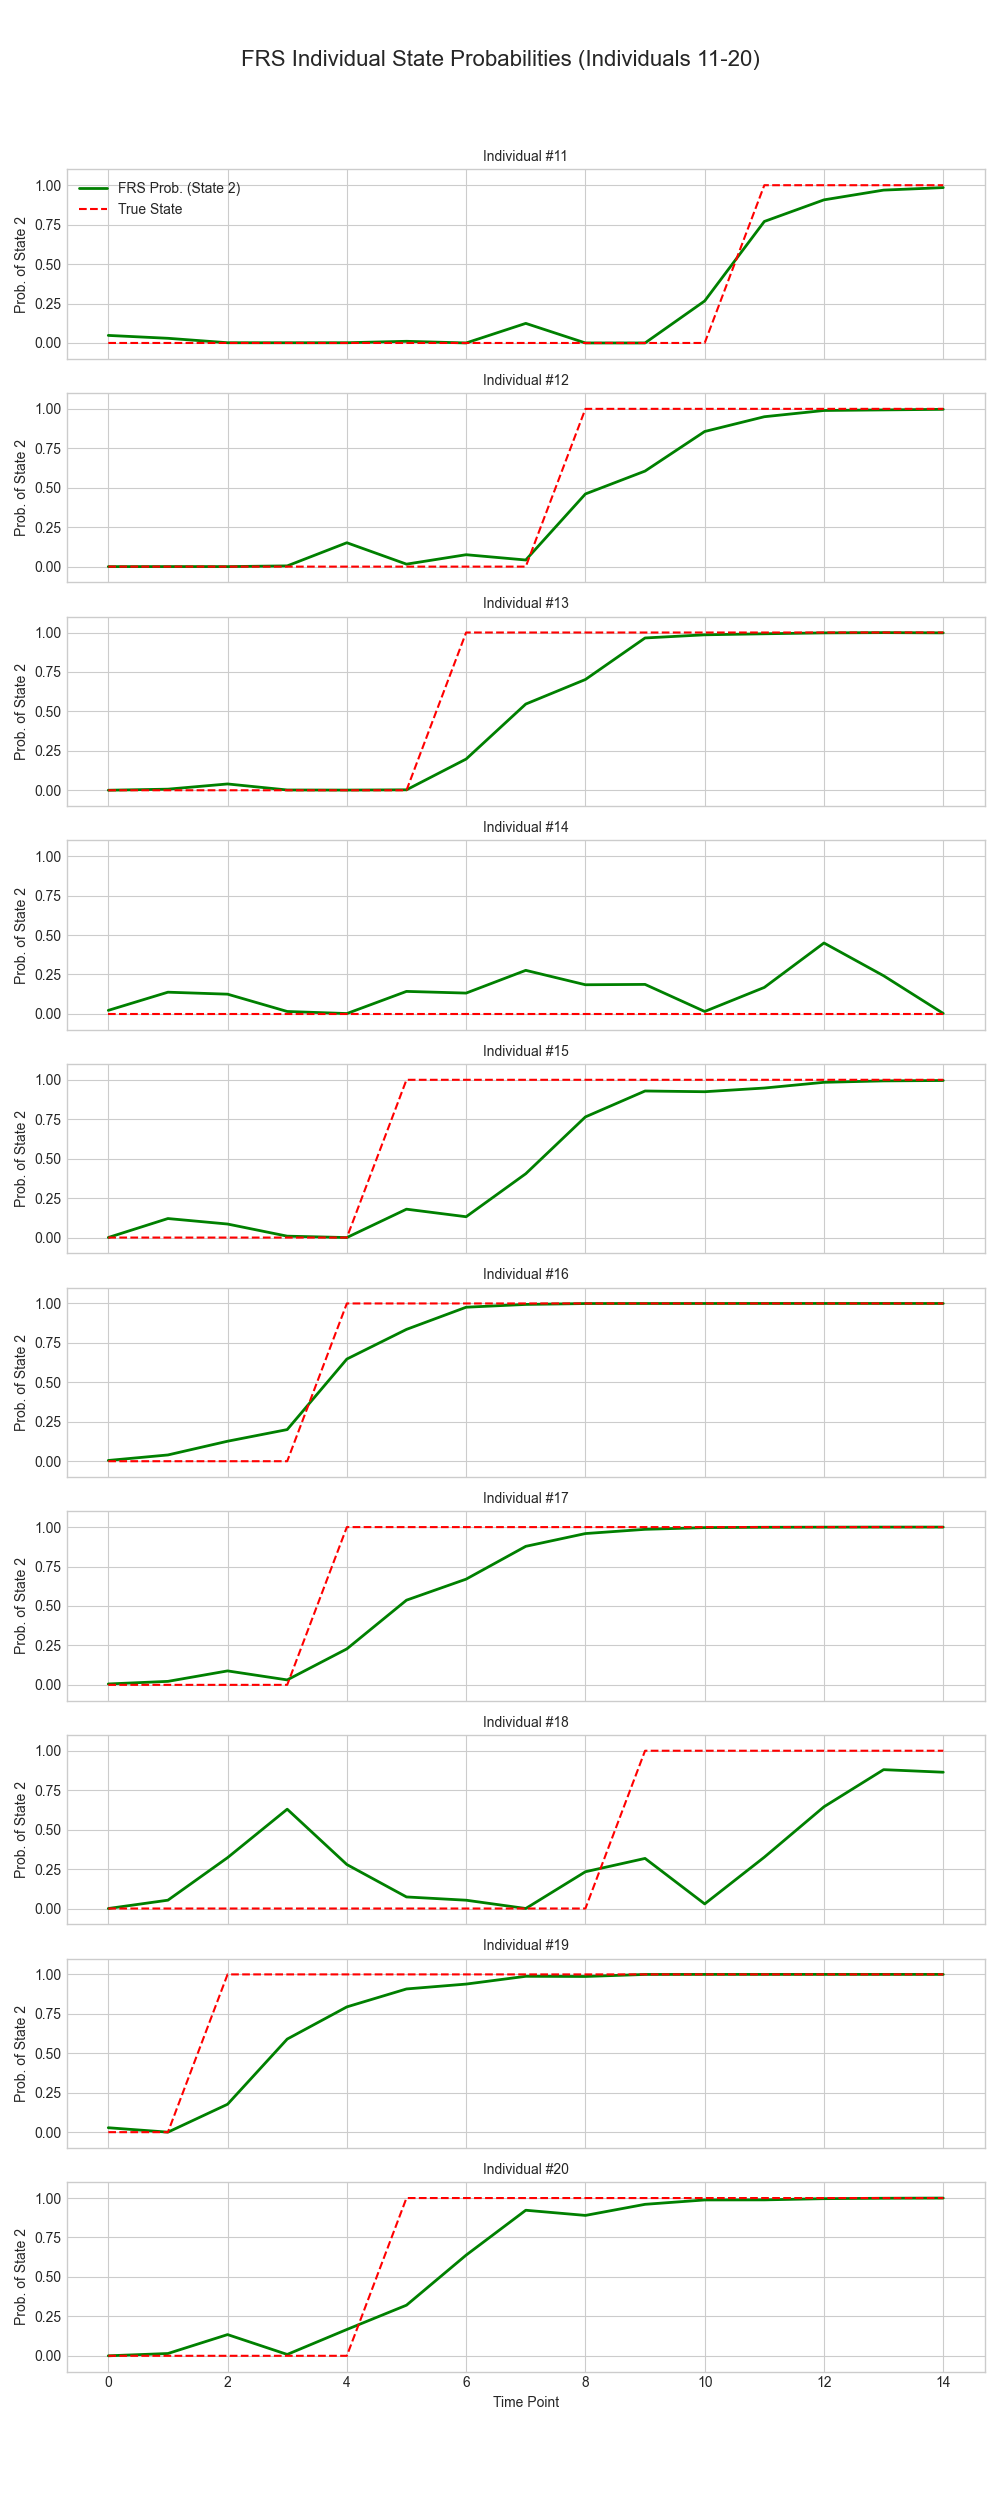 FRS Individual State Probabilities (Individuals 11-20)
Individual #11
FRS Prob. (State 2)
True State
Prob. of State 2
1.00
0.75
0.50
0.25
0.00
Individual #12
Prob. of State 2
1.00
0.75
0.50
0.25
0.00
Individual #13
Prob. of State 2
1.00
0.75
0.50
0.25
0.00
Individual #14
Prob. of State 2
1.00
0.75
0.50
0.25
0.00
Individual #15
Prob. of State 2
1.00
0.75
0.50
0.25
0.00
Individual #16
Prob. of State 2
1.00
0.75
0.50
0.25
0.00
Individual #17
Prob. of State 2
1.00
0.75
0.50
0.25
0.00
Individual #18
Prob. of State 2
1.00
0.75
0.50
0.25
0.00
Individual #19
Prob. of State 2
1.00
0.75
0.50
0.25
0.00
Individual #20
Prob. of State 2
1.00
0.75
0.50
0.25
0.00
0 2 4 6 8 10 12 14
Time Point